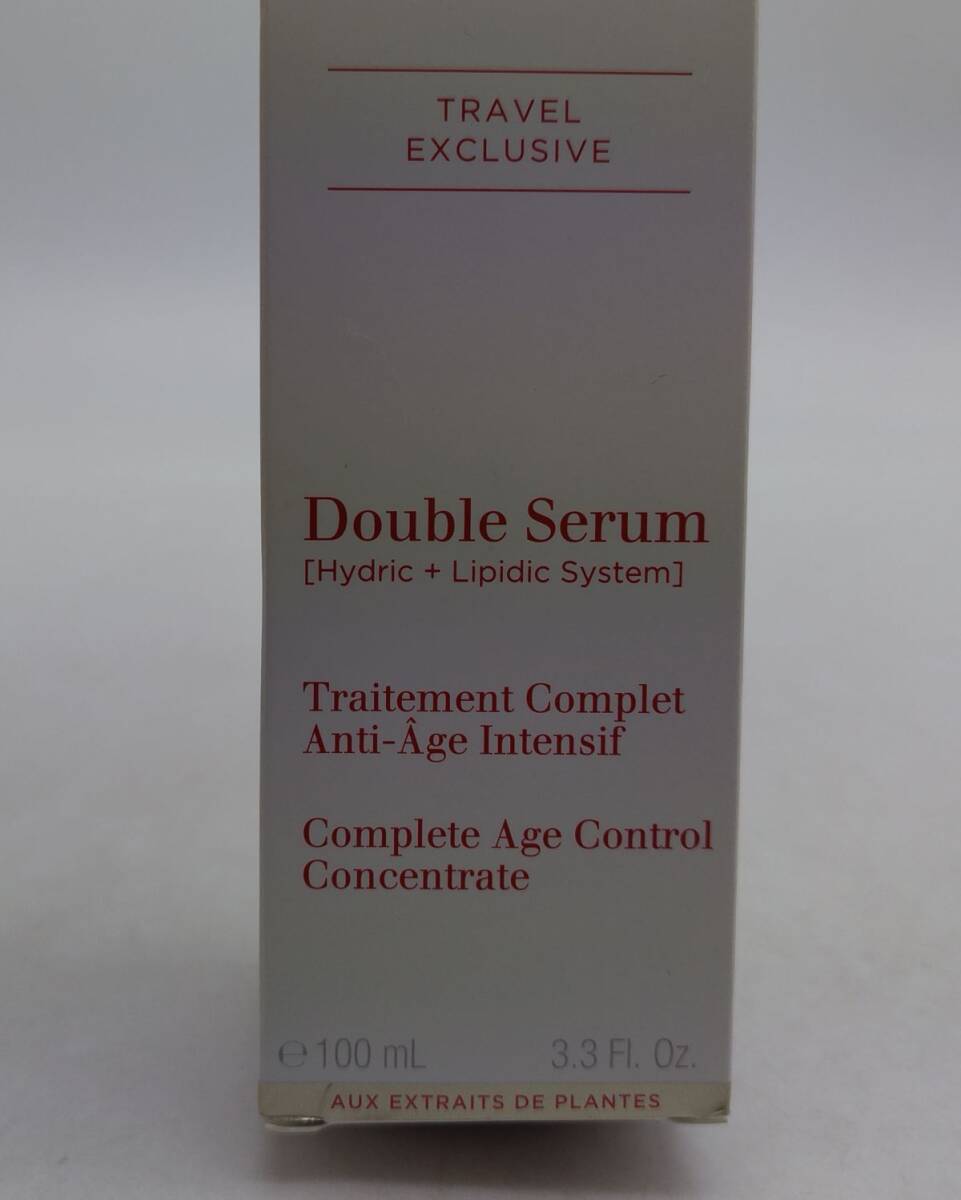 TRAVEL
EXCLUSIVE
Double Serum
[Hydric + Lipidic System]
Traitement Complet
Anti-Âge Intensif
Complete Age Control
Concentrate
℮ 100 mL 3.3 Fl. Oz.
AUX EXTRAITS DE PLANTES